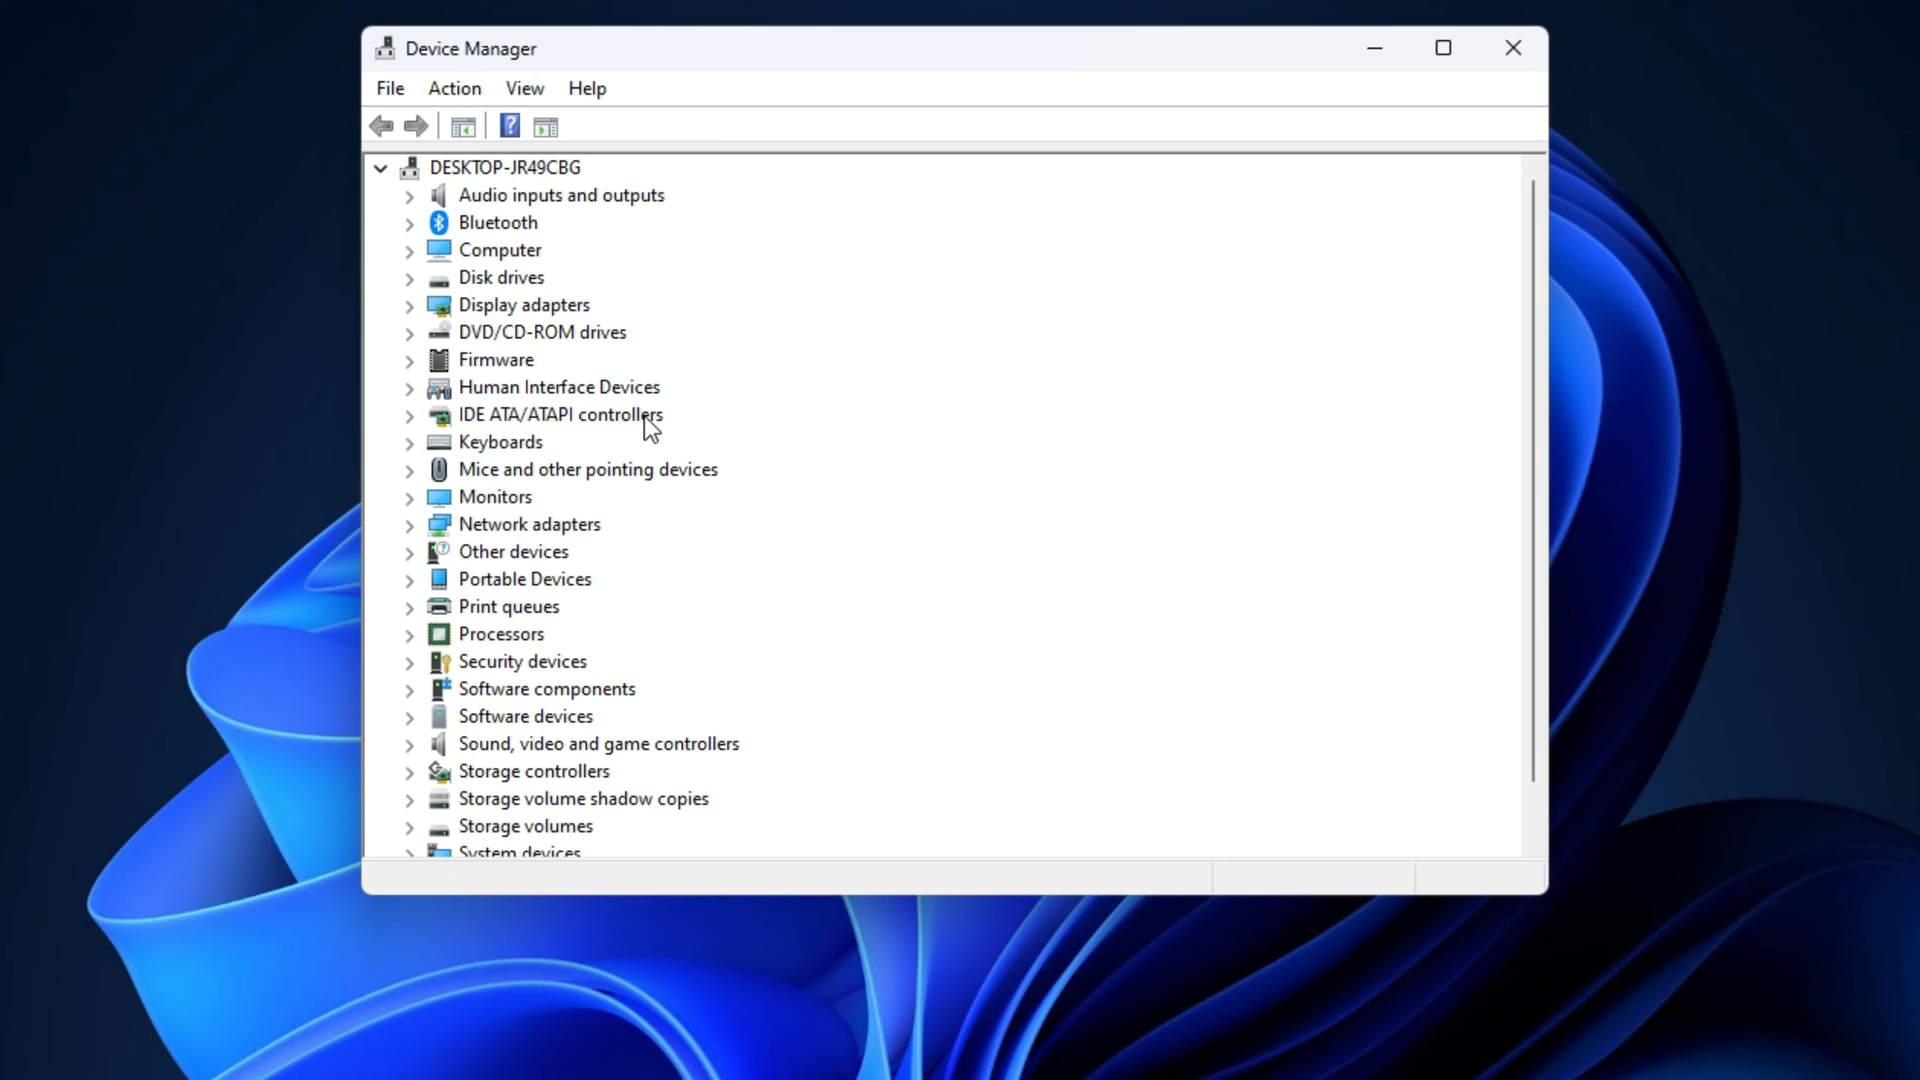 Device Manager
File Action View Help
?
DESKTOP-JR49CBG
Audio inputs and outputs
Bluetooth
Computer
Disk drives
Display adapters
DVD/CD-ROM drives
Firmware
Human Interface Devices
IDE ATA/ATAPI controllers
Keyboards
Mice and other pointing devices
Monitors
Network adapters
Other devices
Portable Devices
Print queues
Processors
Security devices
Software components
Software devices
Sound, video and game controllers
Storage controllers
Storage volume shadow copies
Storage volumes
System devices